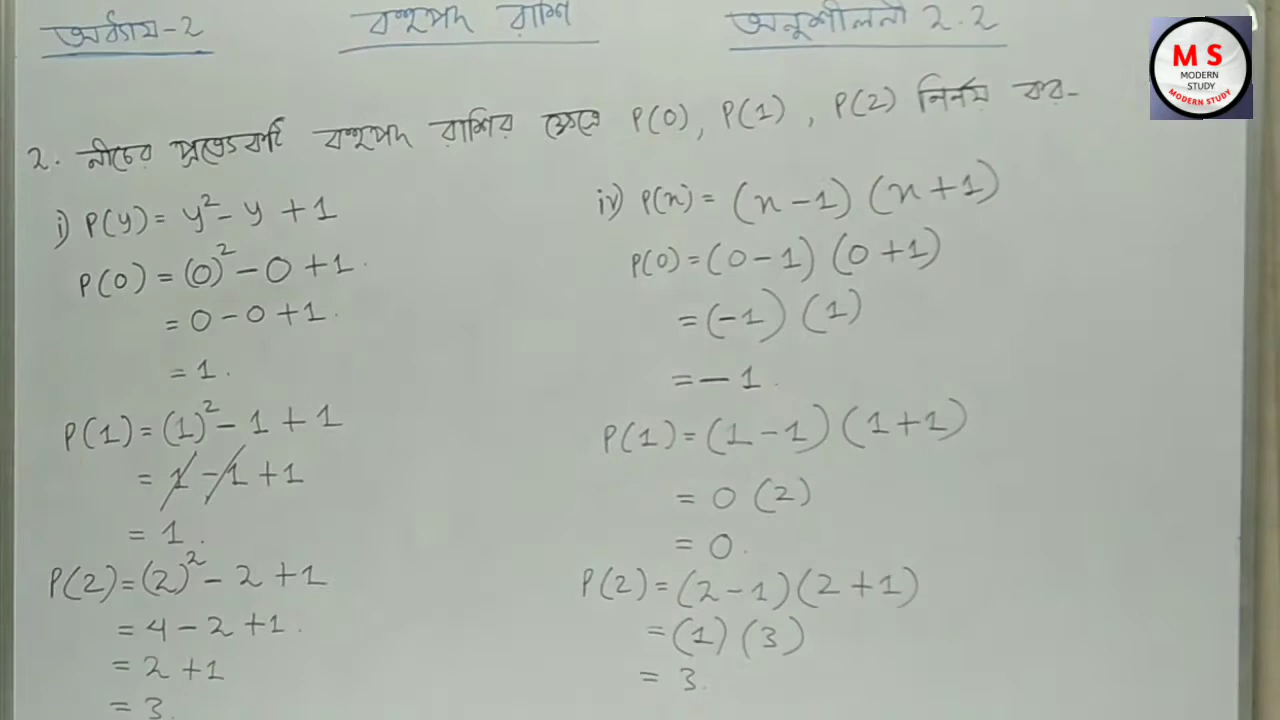 অধ্যায়-2 বহুপদ রাশি অনুশীলনী 2.2
M S
MODERN
STUDY
MODERN STUDY
2. নীচের প্রত্যেকটি বহুপদ রাশির ক্ষেত্রে P(0), P(1), P(2) নির্নয় কর-
i) P(y) = y² - y + 1
P(0) = (0)² - 0 + 1.
= 0 - 0 + 1.
= 1.
P(1) = (1)² - 1 + 1
= 1 - 1 + 1
= 1.
P(2) = (2)² - 2 + 1
= 4 - 2 + 1.
= 2 + 1
= 3.
iv) P(x) = (x - 1) (x + 1)
P(0) = (0 - 1) (0 + 1)
= (-1) (1)
= - 1.
P(1) = (1 - 1) (1 + 1)
= 0 (2)
= 0.
P(2) = (2 - 1) (2 + 1)
= (1) (3)
= 3.